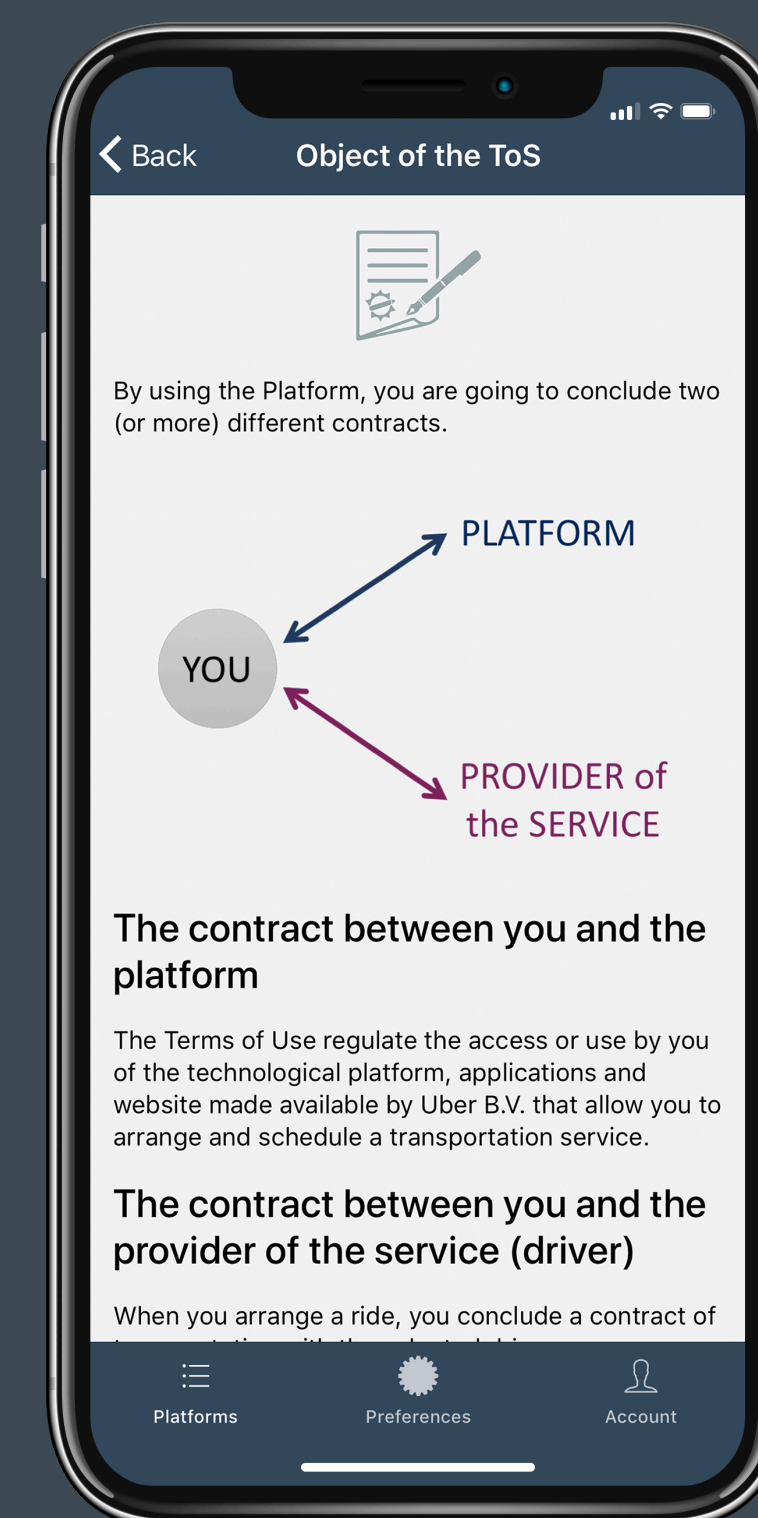 Back
Object of the ToS
By using the Platform, you are going to conclude two
(or more) different contracts.
PLATFORM
YOU
PROVIDER of
the SERVICE
The contract between you and the
platform
The Terms of Use regulate the access or use by you
of the technological platform, applications and
website made available by Uber B.V. that allow you to
arrange and schedule a transportation service.
The contract between you and the
provider of the service (driver)
When you arrange a ride, you conclude a contract of
Platforms
Preferences
Account